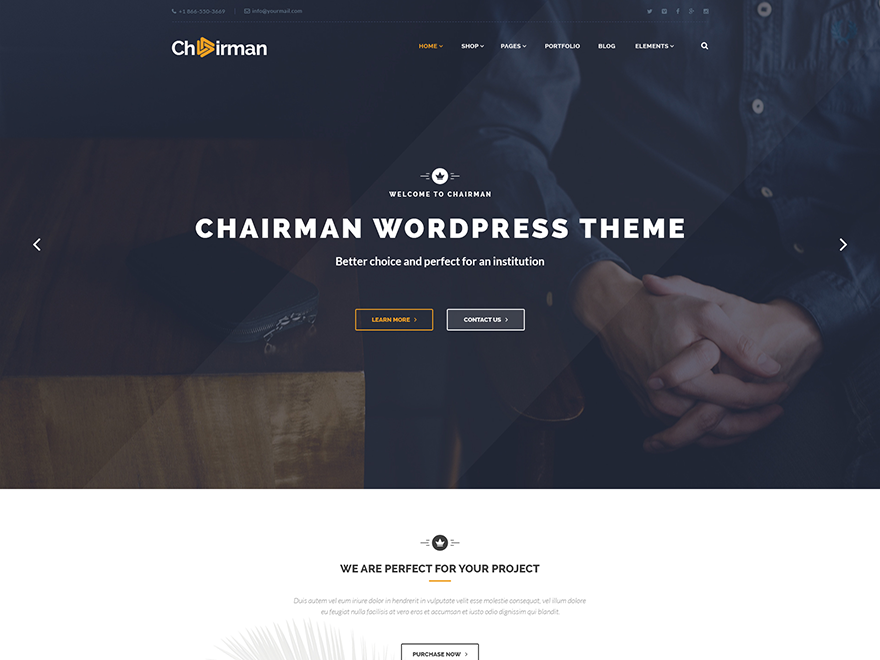 +1 866-550-3669 | info@yourmail.com
Chairman
HOME SHOP PAGES PORTFOLIO BLOG ELEMENTS
WELCOME TO CHAIRMAN
CHAIRMAN WORDPRESS THEME
Better choice and perfect for an institution
LEARN MORE CONTACT US
WE ARE PERFECT FOR YOUR PROJECT
Duis autem vel eum iriure dolor in hendrerit in vulputate velit esse molestie consequat, vel illum dolore
eu feugiat nulla facilisis at vero eros et accumsan et iusto odio dignissim qui blandit.
PURCHASE NOW